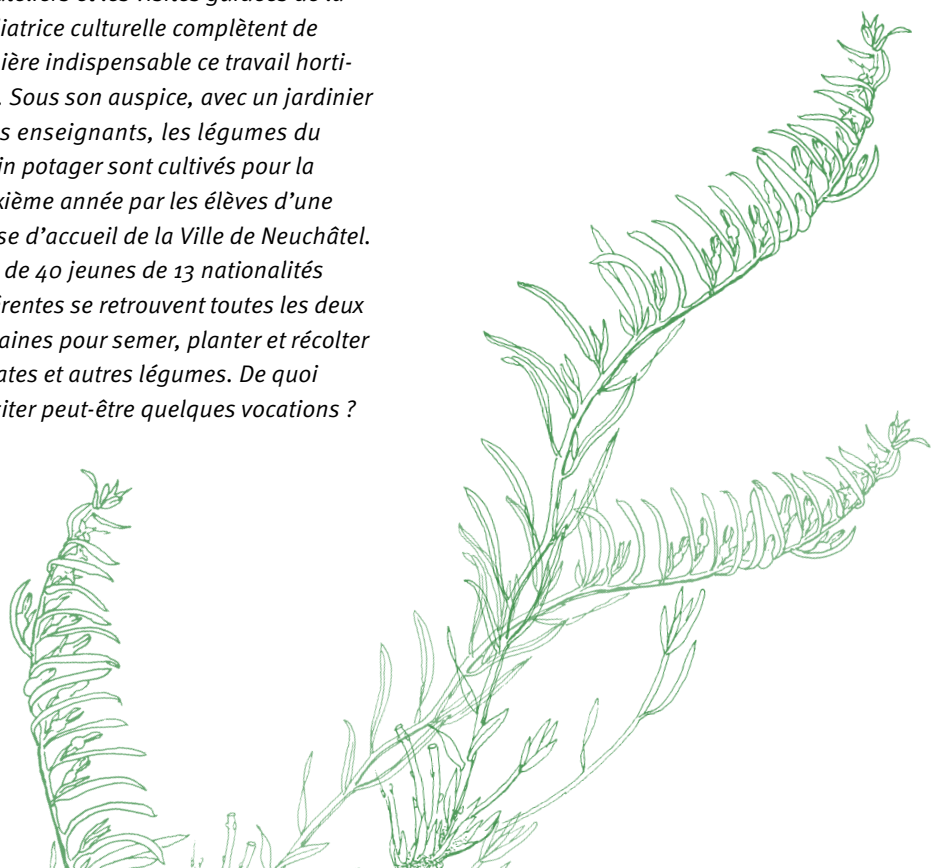 ateliers et les visites guidées de la
iatrice culturelle complètent de
ière indispensable ce travail horti-
. Sous son auspice, avec un jardinier
s enseignants, les légumes du
in potager sont cultivés pour la
xième année par les élèves d’une
se d’accueil de la Ville de Neuchâtel.
de 40 jeunes de 13 nationalités
rentes se retrouvent toutes les deux
aines pour semer, planter et récolter
ates et autres légumes. De quoi
citer peut-être quelques vocations ?